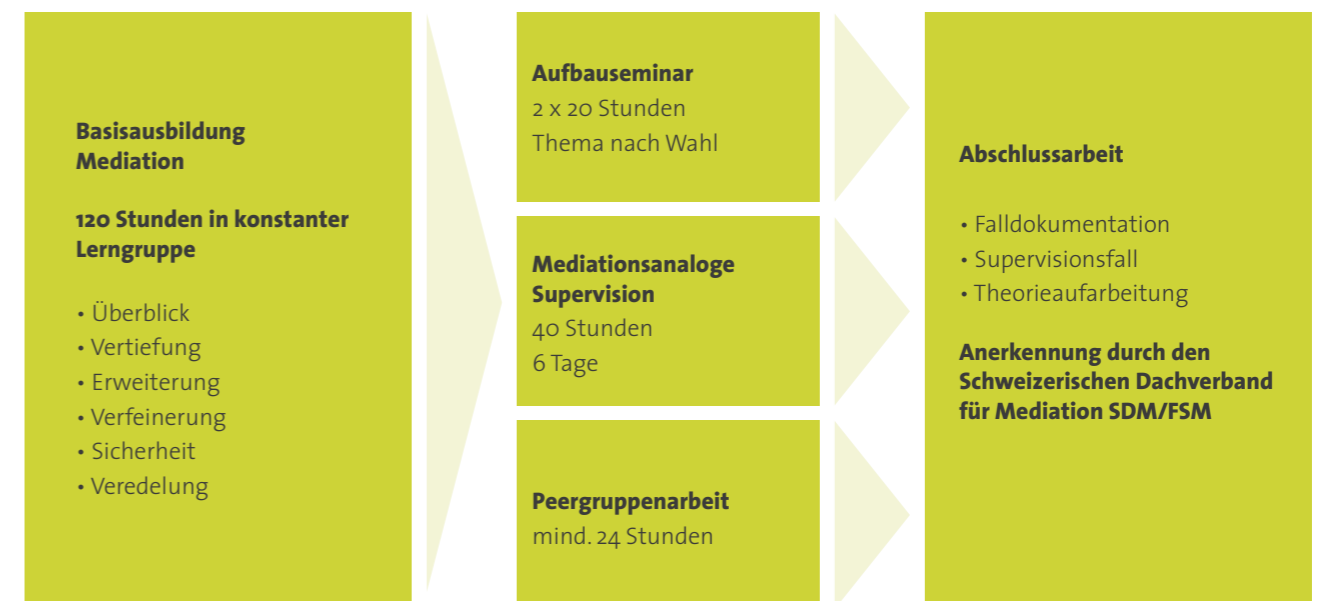 Basisausbildung
Mediation
120 Stunden in konstanter
Lerngruppe
• Überblick
• Vertiefung
• Erweiterung
• Verfeinerung
• Sicherheit
• Veredelung
Aufbauseminar
2 x 20 Stunden
Thema nach Wahl
Mediationsanaloge
Supervision
40 Stunden
6 Tage
Peergruppenarbeit
mind. 24 Stunden
Abschlussarbeit
• Falldokumentation
• Supervisionsfall
• Theorieaufarbeitung
Anerkennung durch den
Schweizerischen Dachverband
für Mediation SDM/FSM